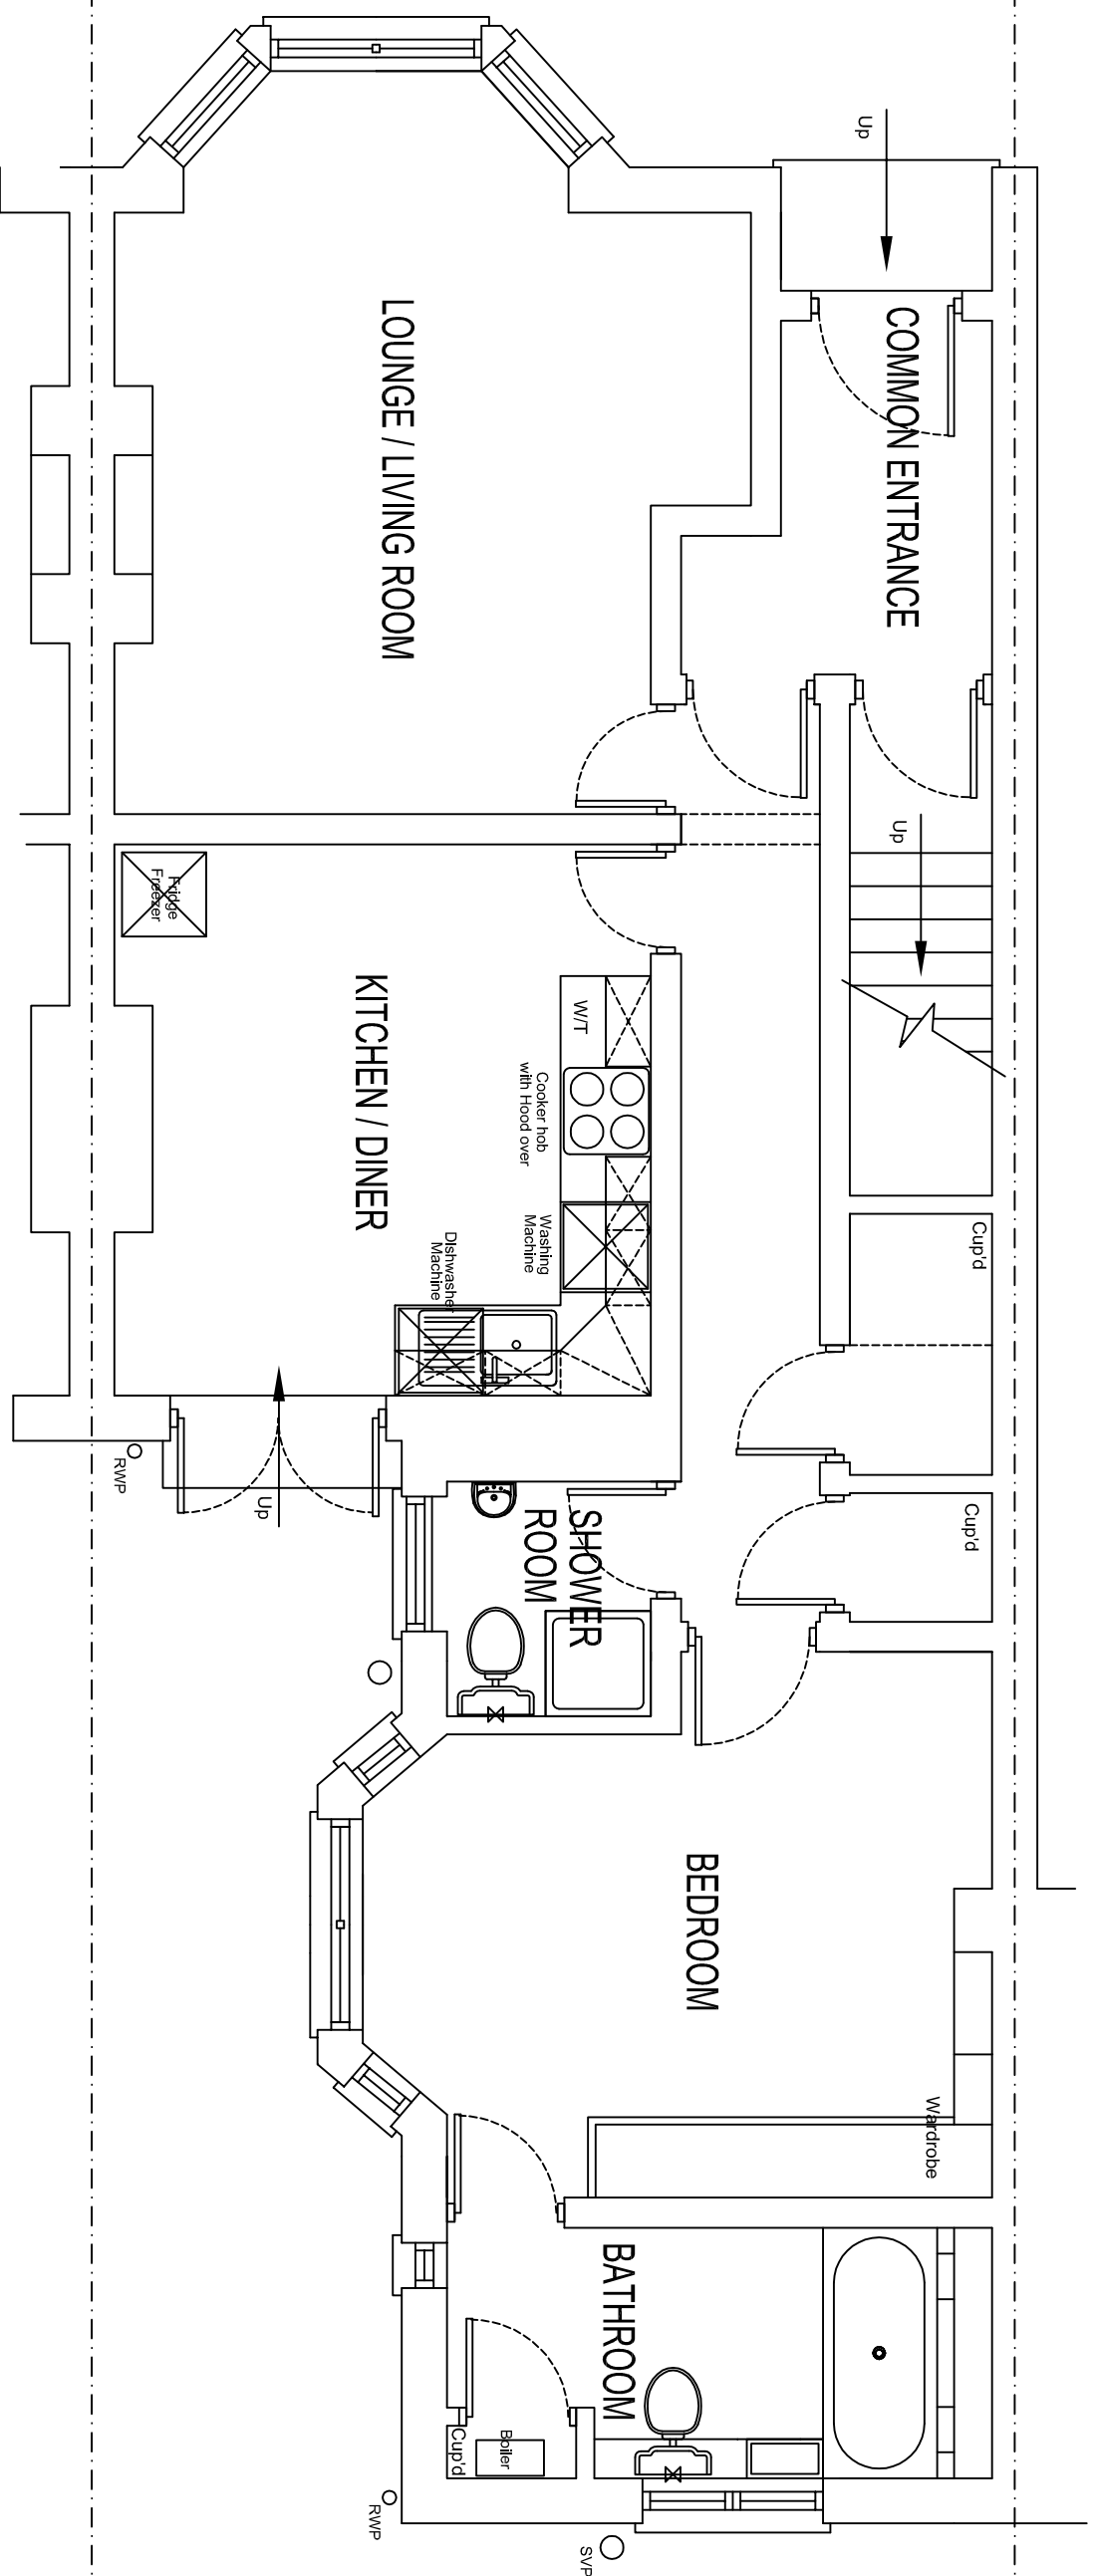 Up
COMMON ENTRANCE
LOUNGE / LIVING ROOM
Up
Fridge
Freezer
KITCHEN / DINER
W/T
Cooker hob
with Hood over
Washing
Machine
Dishwasher
Machine
Cup'd
Cup'd
RWP
Up
SHOWER
ROOM
BEDROOM
Wardrobe
BATHROOM
Boiler
Cup'd
RWP
SVP